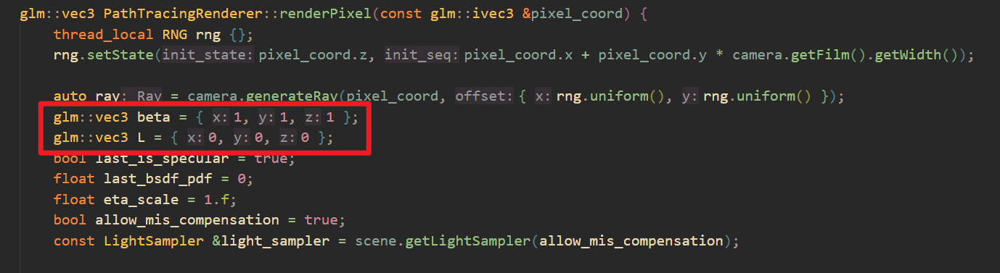 glm::vec3 PathTracingRenderer::renderPixel(const glm::ivec3 &pixel_coord) {
thread_local RNG rng {};
rng.setState(init_state: pixel_coord.z, init_seq: pixel_coord.x + pixel_coord.y * camera.getFilm().getWidth());
auto ray: Ray = camera.generateRay(pixel_coord, offset: { x: rng.uniform(), y: rng.uniform() });
glm::vec3 beta = { x: 1, y: 1, z: 1 };
glm::vec3 L = { x: 0, y: 0, z: 0 };
bool last_is_specular = true;
float last_bsdf_pdf = 0;
float eta_scale = 1.f;
bool allow_mis_compensation = true;
const LightSampler &light_sampler = scene.getLightSampler(allow_mis_compensation);